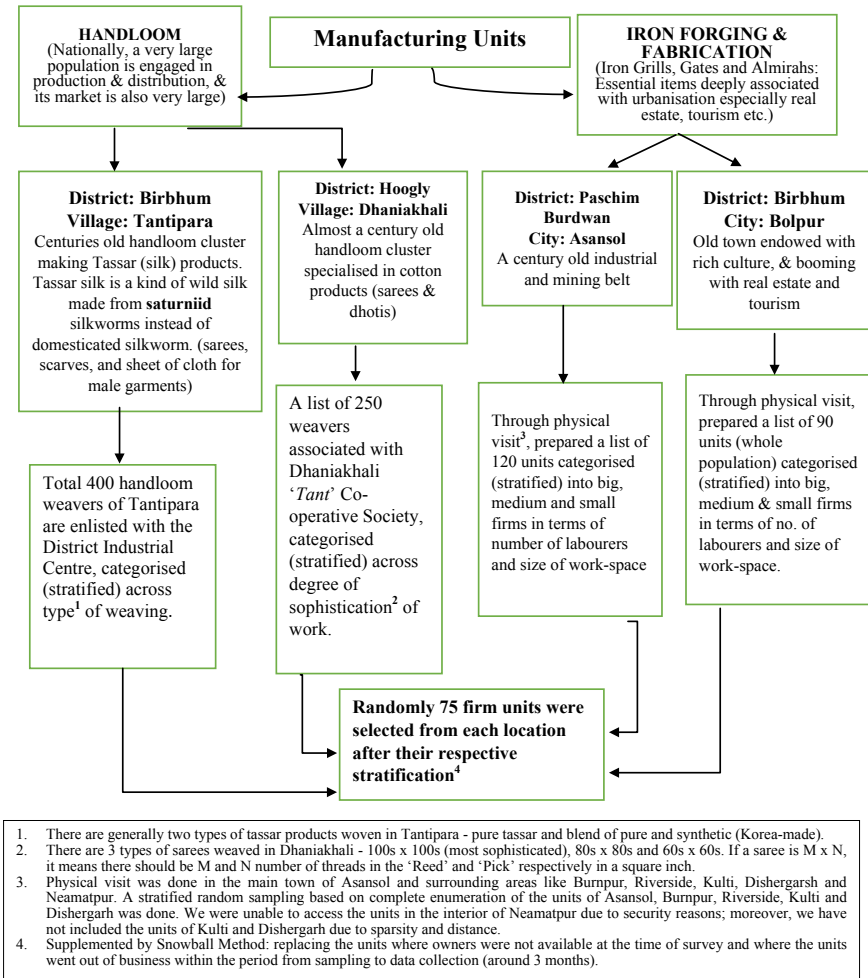 Manufacturing Units
HANDLOOM
(Nationally, a very large
population is engaged in
production & distribution, &
its market is also very large)
IRON FORGING &
FABRICATION
(Iron Grills, Gates and Almirahs:
Essential items deeply associated
with urbanisation especially real
estate, tourism etc.)
District: Birbhum
Village: Tantipara
Centuries old handloom cluster
making Tassar (silk) products.
Tassar silk is a kind of wild silk
made from saturniid
silkworms instead of
domesticated silkworm. (sarees,
scarves, and sheet of cloth for
male garments)
District: Hoogly
Village: Dhaniakhali
Almost a century old
handloom cluster
specialised in cotton
products (sarees &
dhotis)
District: Paschim
Burdwan
City: Asansol
A century old industrial
and mining belt
District: Birbhum
City: Bolpur
Old town endowed with
rich culture, & booming
with real estate and
tourism
Total 400 handloom
weavers of Tantipara
are enlisted with the
District Industrial
Centre, categorised
(stratified) across
type1 of weaving.
A list of 250
weavers
associated with
Dhaniakhali
‘Tant’ Co-
operative Society,
categorised
(stratified) across
degree of
sophistication2 of
work.
Through physical
visit3, prepared a list of
120 units categorised
(stratified) into big,
medium and small
firms in terms of
number of labourers
and size of work-space
Through physical visit,
prepared a list of 90
units (whole
population) categorised
(stratified) into big,
medium & small firms
in terms of no. of
labourers and size of
work-space.
Randomly 75 firm units were
selected from each location
after their respective
stratification4
1. There are generally two types of tassar products woven in Tantipara - pure tassar and blend of pure and synthetic (Korea-made).
2. There are 3 types of sarees weaved in Dhaniakhali - 100s x 100s (most sophisticated), 80s x 80s and 60s x 60s. If a saree is M x N,
it means there should be M and N number of threads in the ‘Reed’ and ‘Pick’ respectively in a square inch.
3. Physical visit was done in the main town of Asansol and surrounding areas like Burnpur, Riverside, Kulti, Dishergarsh and
Neamatpur. A stratified random sampling based on complete enumeration of the units of Asansol, Burnpur, Riverside, Kulti and
Dishergarh was done. We were unable to access the units in the interior of Neamatpur due to security reasons; moreover, we have
not included the units of Kulti and Dishergarh due to sparsity and distance.
4. Supplemented by Snowball Method: replacing the units where owners were not available at the time of survey and where the units
went out of business within the period from sampling to data collection (around 3 months).